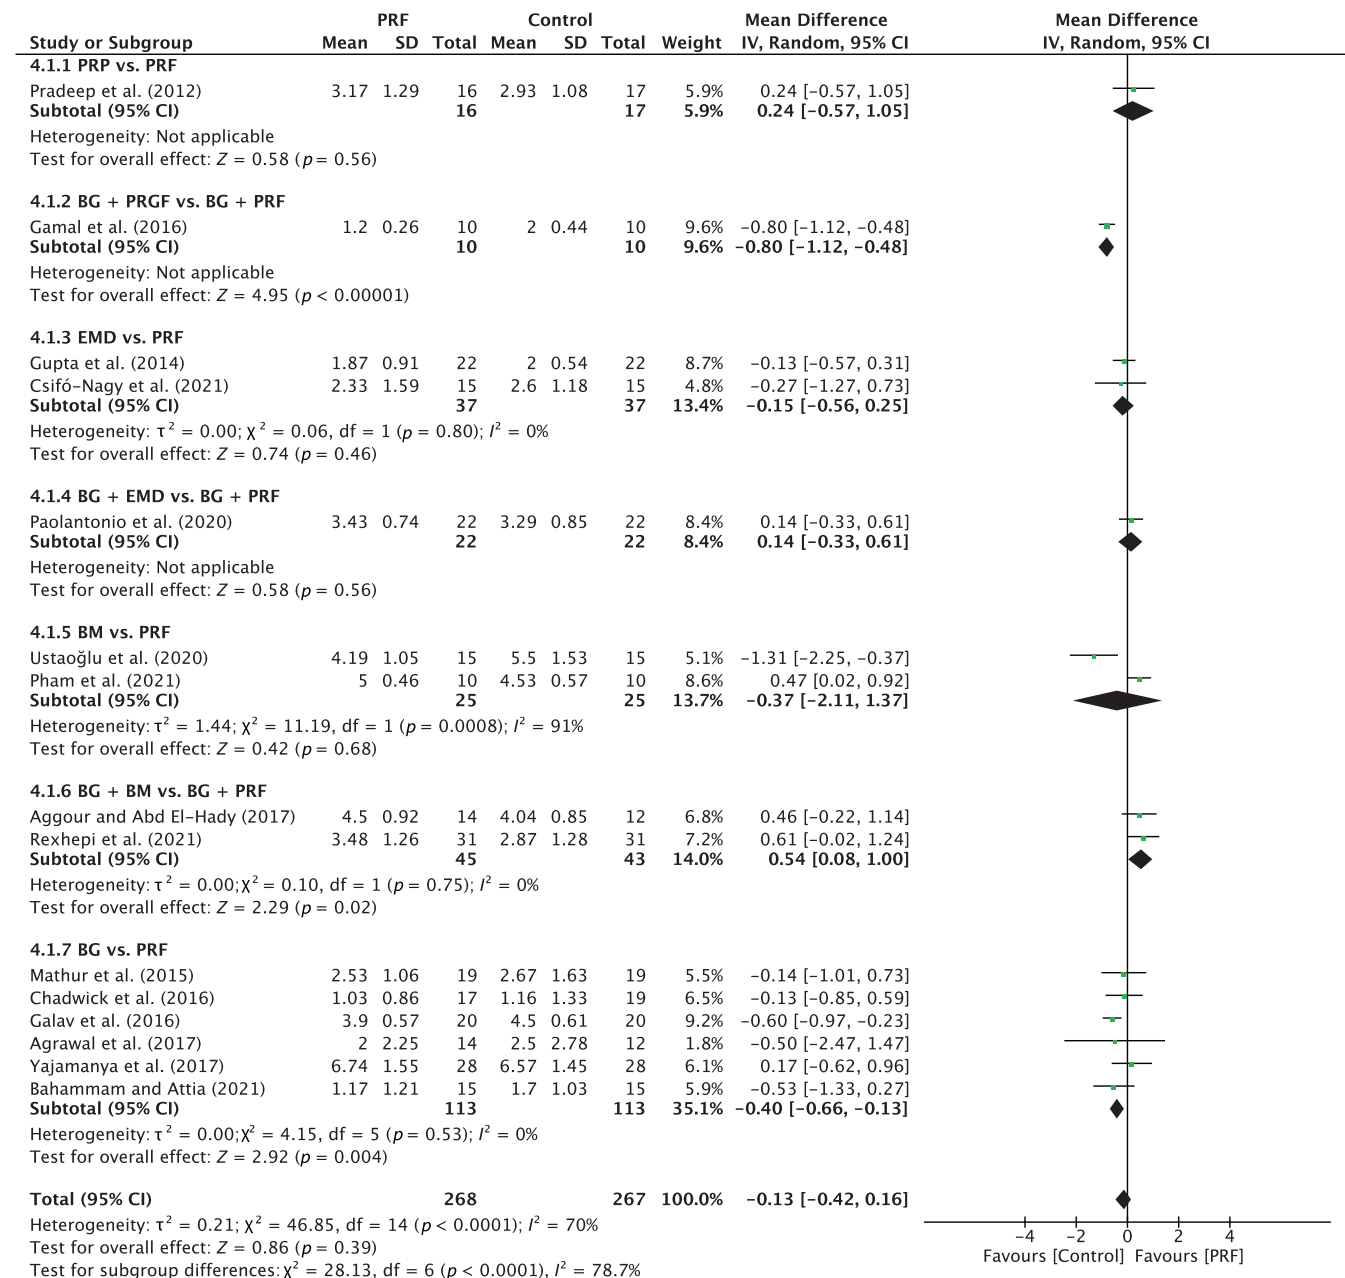 PRF Control Mean Difference Mean Difference
Study or Subgroup Mean SD Total Mean SD Total Weight IV, Random, 95% CI IV, Random, 95% CI
4.1.1 PRP vs. PRF
Pradeep et al. (2012) 3.17 1.29 16 2.93 1.08 17 5.9% 0.24 [−0.57, 1.05]
Subtotal (95% CI) 16 17 5.9% 0.24 [−0.57, 1.05]
Heterogeneity: Not applicable
Test for overall effect: Z = 0.58 (p = 0.56)
4.1.2 BG + PRGF vs. BG + PRF
Gamal et al. (2016) 1.2 0.26 10 2 0.44 10 9.6% −0.80 [−1.12, −0.48]
Subtotal (95% CI) 10 10 9.6% −0.80 [−1.12, −0.48]
Heterogeneity: Not applicable
Test for overall effect: Z = 4.95 (p < 0.00001)
4.1.3 EMD vs. PRF
Gupta et al. (2014) 1.87 0.91 22 2 0.54 22 8.7% −0.13 [−0.57, 0.31]
Csifó−Nagy et al. (2021) 2.33 1.59 15 2.6 1.18 15 4.8% −0.27 [−1.27, 0.73]
Subtotal (95% CI) 37 37 13.4% −0.15 [−0.56, 0.25]
Heterogeneity: τ² = 0.00; χ² = 0.06, df = 1 (p = 0.80); I² = 0%
Test for overall effect: Z = 0.74 (p = 0.46)
4.1.4 BG + EMD vs. BG + PRF
Paolantonio et al. (2020) 3.43 0.74 22 3.29 0.85 22 8.4% 0.14 [−0.33, 0.61]
Subtotal (95% CI) 22 22 8.4% 0.14 [−0.33, 0.61]
Heterogeneity: Not applicable
Test for overall effect: Z = 0.58 (p = 0.56)
4.1.5 BM vs. PRF
Ustaoğlu et al. (2020) 4.19 1.05 15 5.5 1.53 15 5.1% −1.31 [−2.25, −0.37]
Pham et al. (2021) 5 0.46 10 4.53 0.57 10 8.6% 0.47 [0.02, 0.92]
Subtotal (95% CI) 25 25 13.7% −0.37 [−2.11, 1.37]
Heterogeneity: τ² = 1.44; χ² = 11.19, df = 1 (p = 0.0008); I² = 91%
Test for overall effect: Z = 0.42 (p = 0.68)
4.1.6 BG + BM vs. BG + PRF
Aggour and Abd El−Hady (2017) 4.5 0.92 14 4.04 0.85 12 6.8% 0.46 [−0.22, 1.14]
Rexhepi et al. (2021) 3.48 1.26 31 2.87 1.28 31 7.2% 0.61 [−0.02, 1.24]
Subtotal (95% CI) 45 43 14.0% 0.54 [0.08, 1.00]
Heterogeneity: τ² = 0.00; χ² = 0.10, df = 1 (p = 0.75); I² = 0%
Test for overall effect: Z = 2.29 (p = 0.02)
4.1.7 BG vs. PRF
Mathur et al. (2015) 2.53 1.06 19 2.67 1.63 19 5.5% −0.14 [−1.01, 0.73]
Chadwick et al. (2016) 1.03 0.86 17 1.16 1.33 19 6.5% −0.13 [−0.85, 0.59]
Galav et al. (2016) 3.9 0.57 20 4.5 0.61 20 9.2% −0.60 [−0.97, −0.23]
Agrawal et al. (2017) 2 2.25 14 2.5 2.78 12 1.8% −0.50 [−2.47, 1.47]
Yajamanya et al. (2017) 6.74 1.55 28 6.57 1.45 28 6.1% 0.17 [−0.62, 0.96]
Bahammam and Attia (2021) 1.17 1.21 15 1.7 1.03 15 5.9% −0.53 [−1.33, 0.27]
Subtotal (95% CI) 113 113 35.1% −0.40 [−0.66, −0.13]
Heterogeneity: τ² = 0.00; χ² = 4.15, df = 5 (p = 0.53); I² = 0%
Test for overall effect: Z = 2.92 (p = 0.004)
Total (95% CI) 268 267 100.0% −0.13 [−0.42, 0.16]
Heterogeneity: τ² = 0.21; χ² = 46.85, df = 14 (p < 0.0001); I² = 70%
Test for overall effect: Z = 0.86 (p = 0.39)
Test for subgroup differences: χ² = 28.13, df = 6 (p < 0.0001), I² = 78.7%
−4 −2 0 2 4
Favours [Control] Favours [PRF]